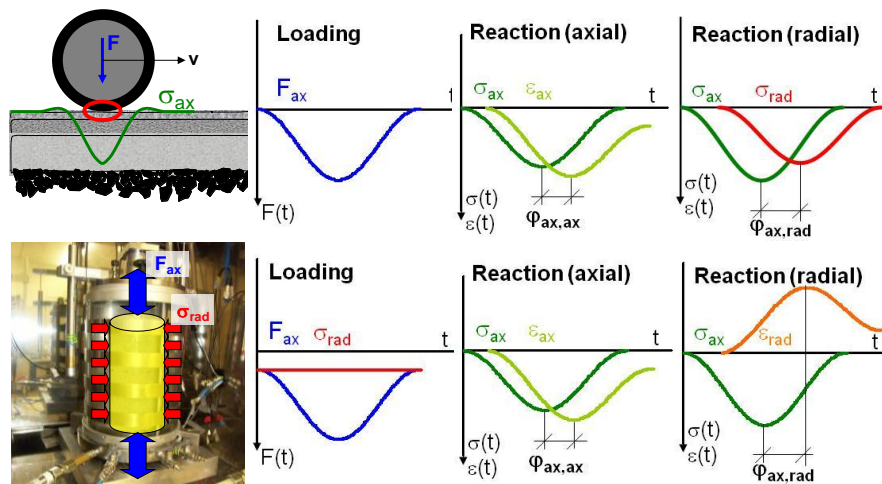 F
v
σax
Loading
Fax
t
F(t)
Reaction (axial)
σax εax
t
σ(t)
ε(t)
φax,ax
Reaction (radial)
σax σrad
t
σ(t)
ε(t)
φax,rad
Fax
σrad
Loading
Fax σrad
t
F(t)
Reaction (axial)
σax εax
t
σ(t)
ε(t)
φax,ax
Reaction (radial)
σax εrad
t
σ(t)
ε(t)
φax,rad